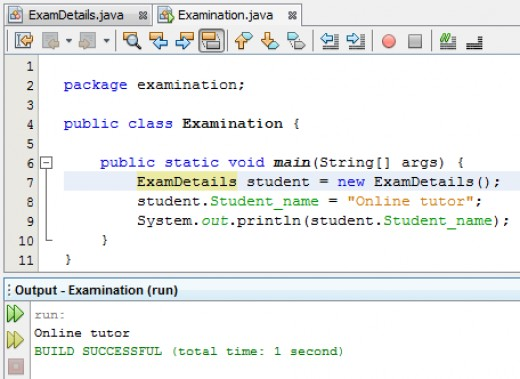 ExamDetails.java Examination.java
1
2 package examination;
3
4 public class Examination {
5
6 public static void main(String[] args) {
7 ExamDetails student = new ExamDetails();
8 student.Student_name = "Online tutor";
9 System.out.println(student.Student_name);
10 }
11 }
Output - Examination (run)
run:
Online tutor
BUILD SUCCESSFUL (total time: 1 second)